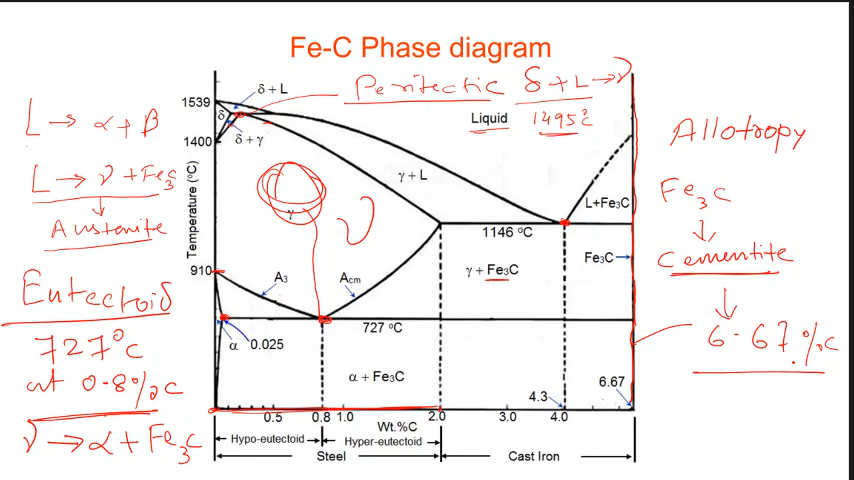 Fe-C Phase diagram
Peritectic δ+L→γ
1495°C
δ + L
1539
δ
Liquid
1400
δ + γ
L → α+β
L → γ + Fe3C
Austenite
Allotropy
Fe3C
Cementite
6.67%C
γ
γ + L
L+Fe3C
1146 °C
Fe3C
γ + Fe3C
Temperature (°C)
910
A3
Acm
Eutectoid
727°C
at 0.8%C
γ → α + Fe3C
727 °C
α
0.025
α + Fe3C
4.3
6.67
0.5 0.8 1.0 2.0 3.0 4.0
Wt.%C
Hypo-eutectoid
Hyper-eutectoid
Steel
Cast Iron